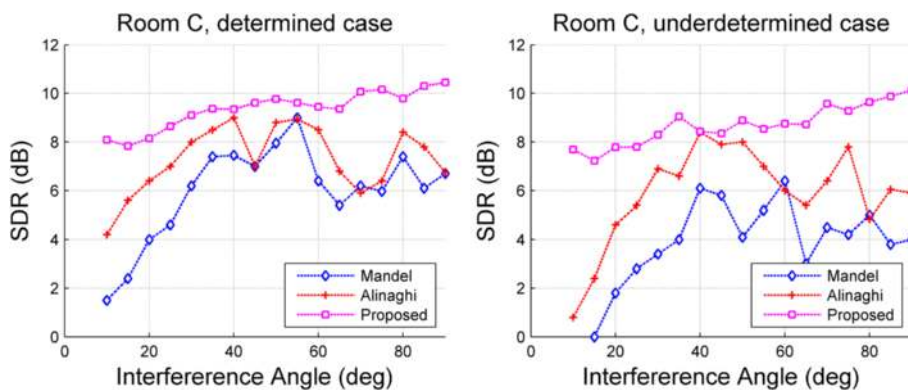 Room C, determined case
12
10
8
6
4
2
0
SDR (dB)
0 20 40 60 80
Interfererence Angle (deg)
Mandel
Alinaghi
Proposed
Room C, underdetermined case
12
10
8
6
4
2
0
SDR (dB)
0 20 40 60 80
Interfererence Angle (deg)
Mandel
Alinaghi
Proposed